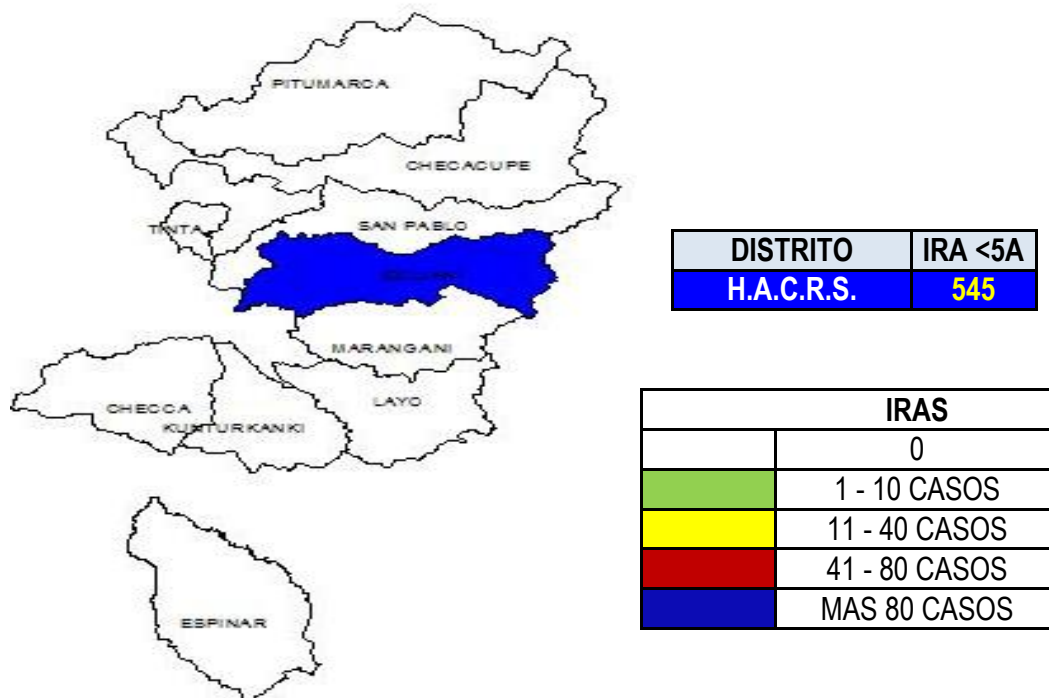 PITUMARCA
CHECACUPE
TINTA
SAN PABLO
MARANGANI
LAYO
CHECCA
KUNTURKANKI
ESPINAR
DISTRITO IRA <5A
H.A.C.R.S. 545
IRAS
0
1 - 10 CASOS
11 - 40 CASOS
41 - 80 CASOS
MAS 80 CASOS